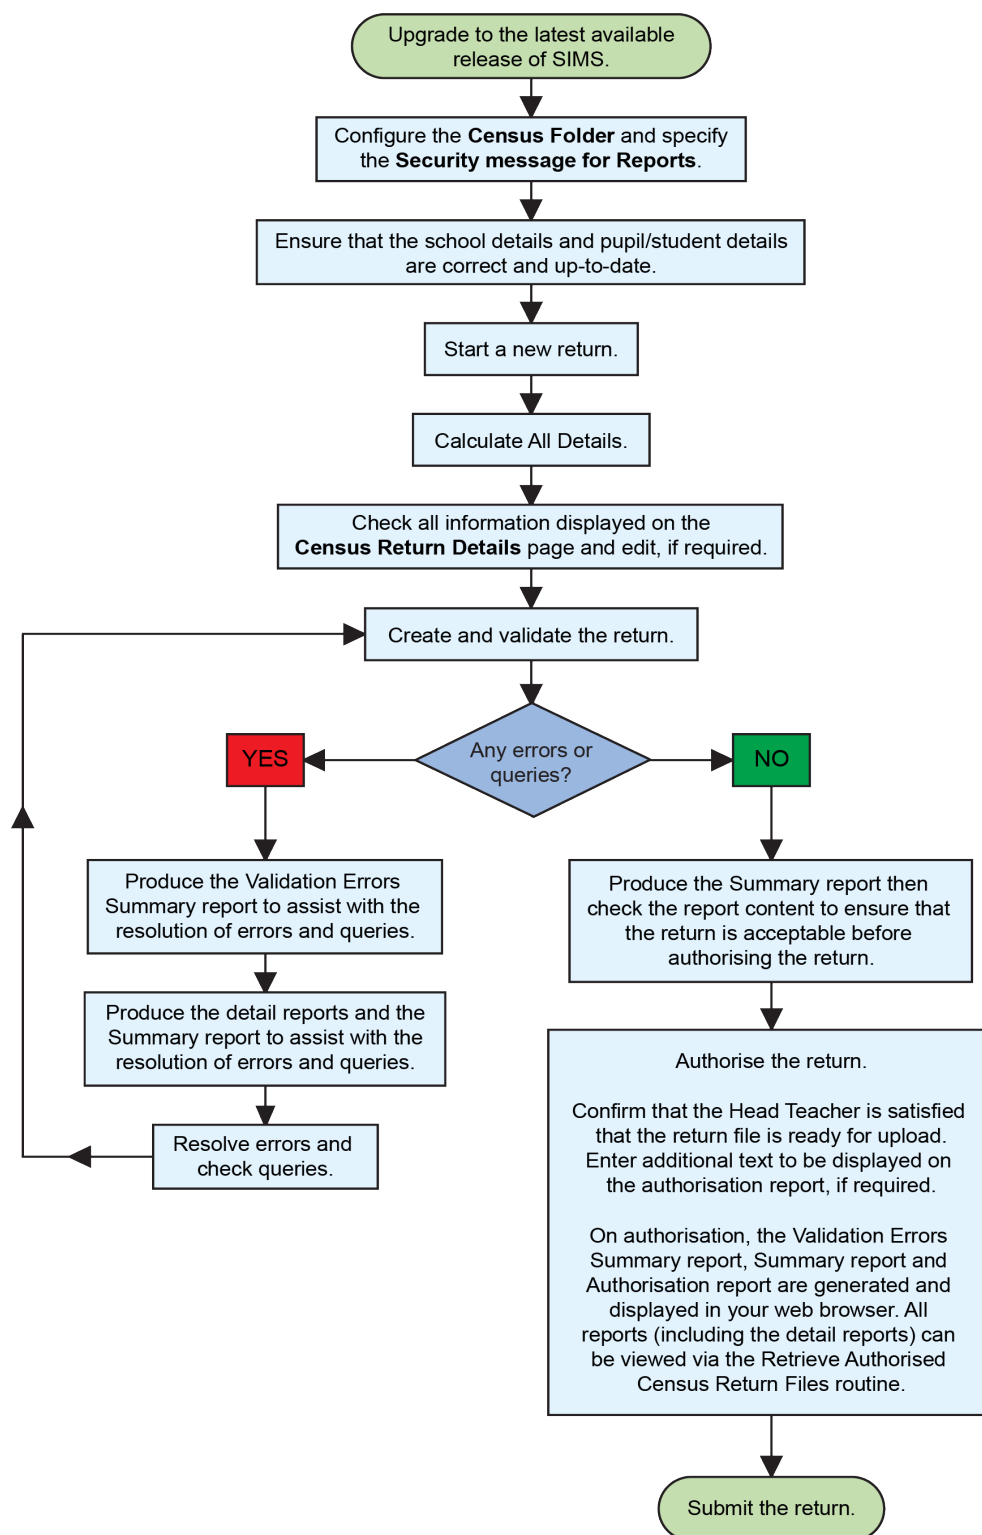 Upgrade to the latest available
release of SIMS.
Configure the Census Folder and specify
the Security message for Reports.
Ensure that the school details and pupil/student details
are correct and up-to-date.
Start a new return.
Calculate All Details.
Check all information displayed on the
Census Return Details page and edit, if required.
Create and validate the return.
Any errors or
queries?
YES
NO
Produce the Validation Errors
Summary report to assist with the
resolution of errors and queries.
Produce the detail reports and the
Summary report to assist with the
resolution of errors and queries.
Resolve errors and
check queries.
Produce the Summary report then
check the report content to ensure that
the return is acceptable before
authorising the return.
Authorise the return.
Confirm that the Head Teacher is satisfied
that the return file is ready for upload.
Enter additional text to be displayed on
the authorisation report, if required.
On authorisation, the Validation Errors
Summary report, Summary report and
Authorisation report are generated and
displayed in your web browser. All
reports (including the detail reports) can
be viewed via the Retrieve Authorised
Census Return Files routine.
Submit the return.